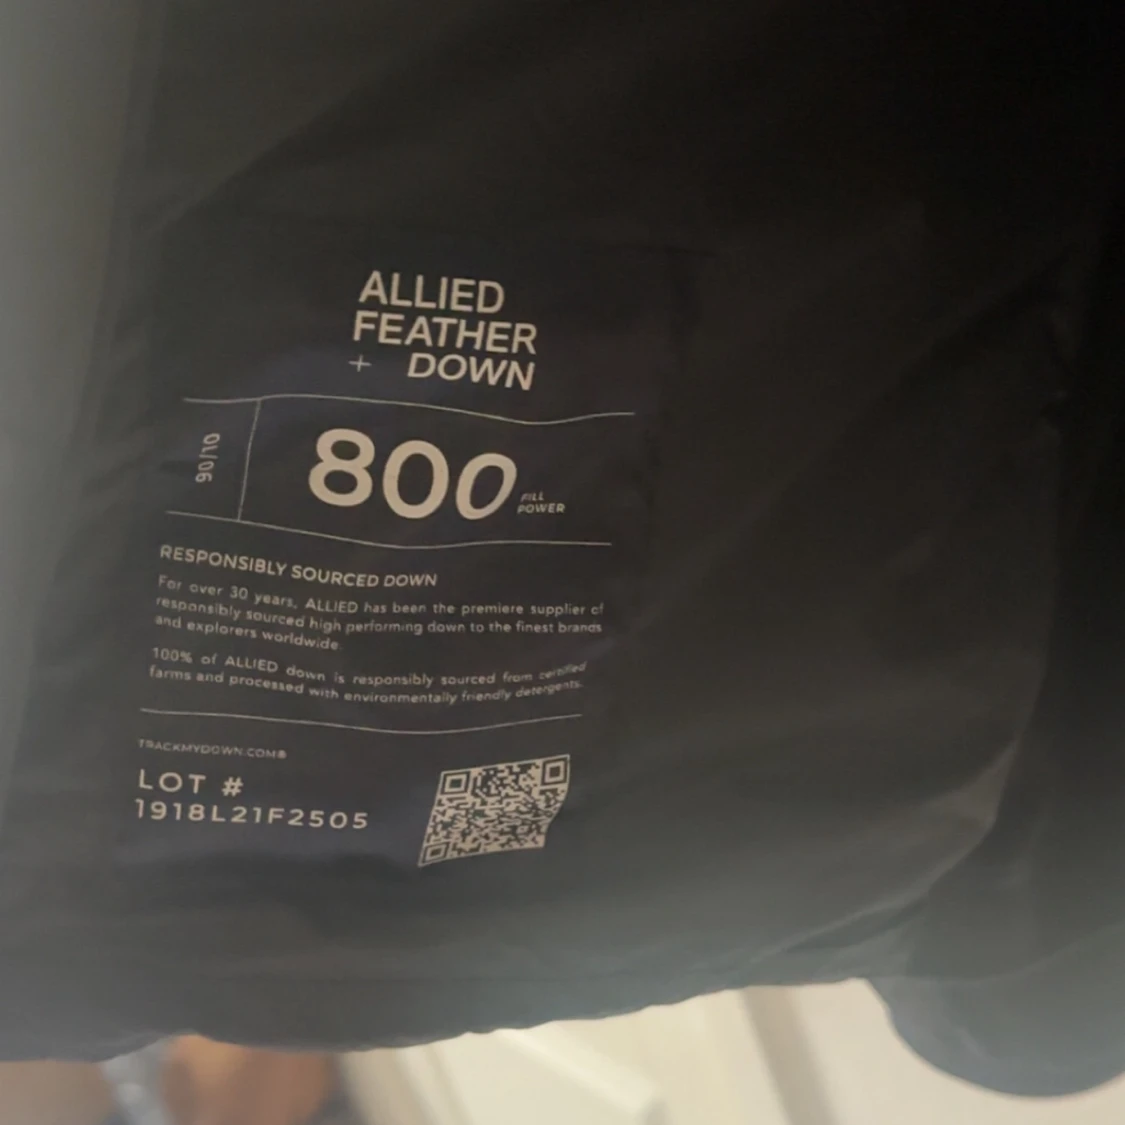 ALLIED
FEATHER
+ DOWN
90/10
800 FILL
POWER
RESPONSIBLY SOURCED DOWN
For over 30 years, ALLIED has been the premiere supplier of
responsibly sourced high performing down to the finest brands
and explorers worldwide.
100% of ALLIED down is responsibly sourced from certified
farms and processed with environmentally friendly detergents.
TRACKMYDOWN.COM®
LOT #
1918L21F2505